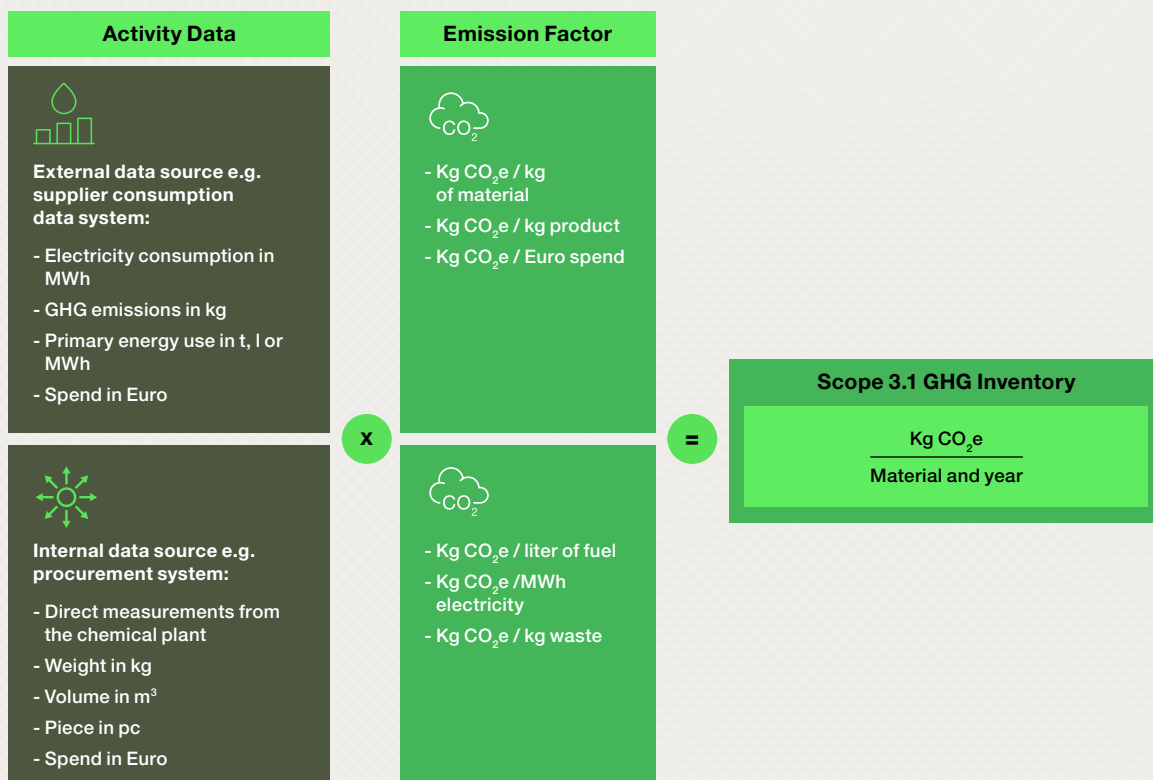 Activity Data
External data source e.g.
supplier consumption
data system:
- Electricity consumption in
MWh
- GHG emissions in kg
- Primary energy use in t, l or
MWh
- Spend in Euro
Internal data source e.g.
procurement system:
- Direct measurements from
the chemical plant
- Weight in kg
- Volume in m³
- Piece in pc
- Spend in Euro
x
Emission Factor
CO₂
- Kg CO₂e / kg
of material
- Kg CO₂e / kg product
- Kg CO₂e / Euro spend
CO₂
- Kg CO₂e / liter of fuel
- Kg CO₂e /MWh
electricity
- Kg CO₂e / kg waste
=
Scope 3.1 GHG Inventory
Kg CO₂e
Material and year